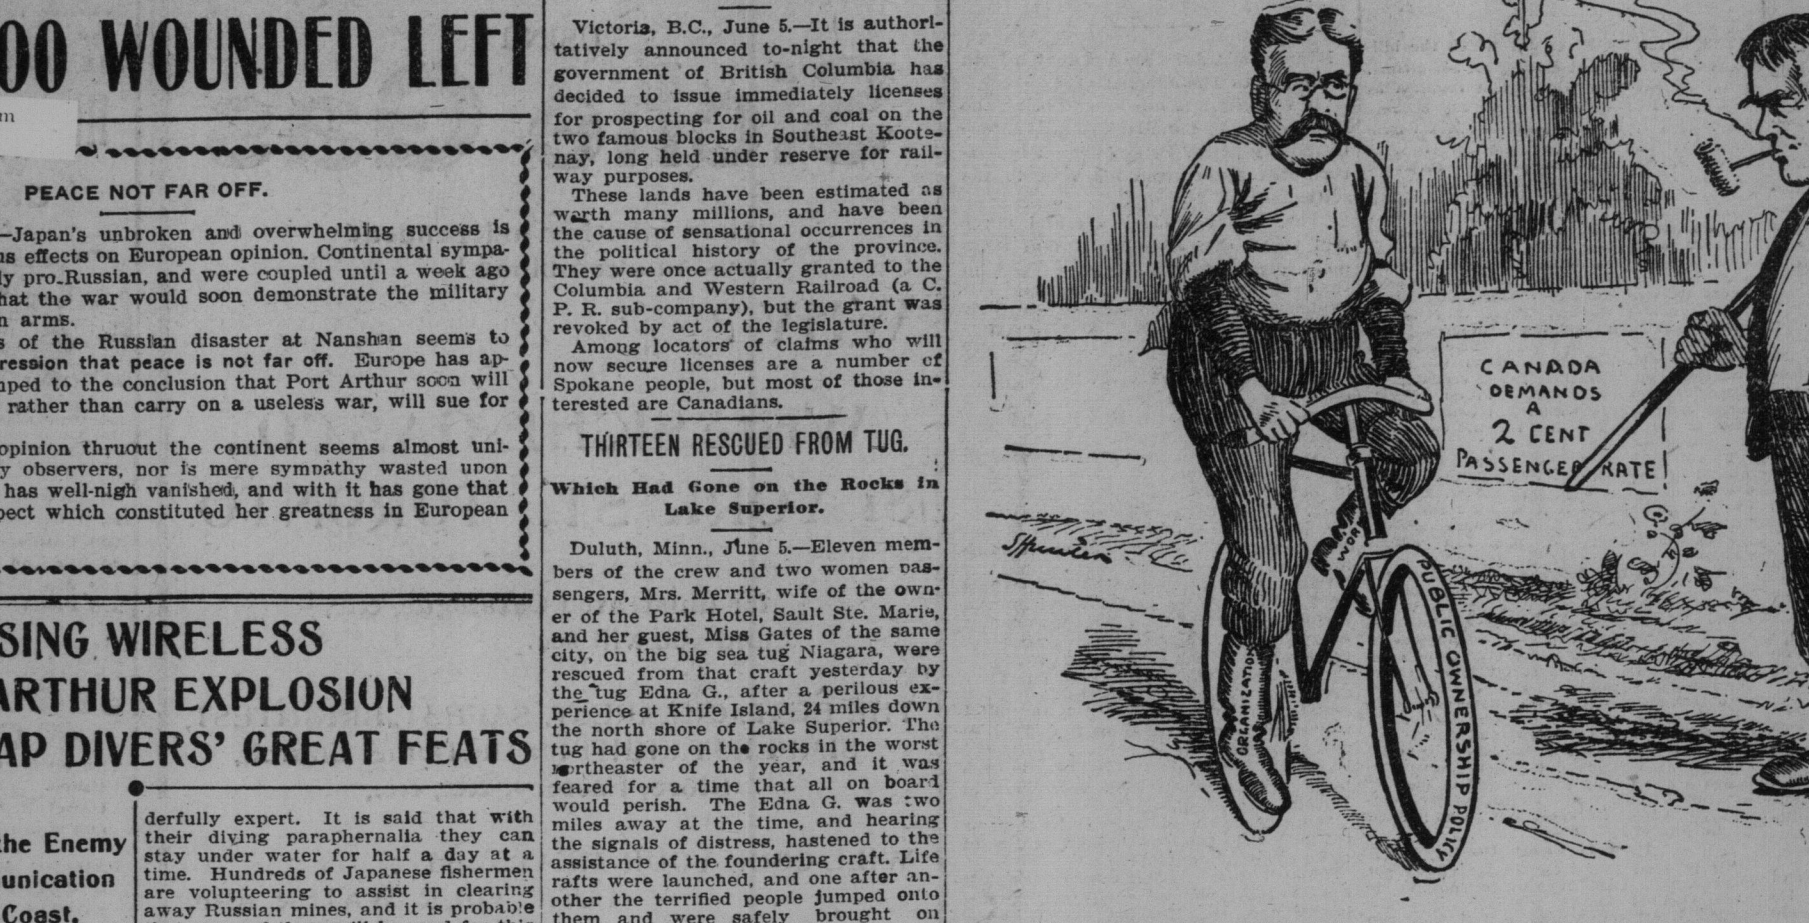 00 WOUNDED LEFT
m
PEACE NOT FAR OFF.
—Japan's unbroken and overwhelming success is
s effects on European opinion. Continental sympa-
ly pro-Russian, and were coupled until a week ago
hat the war would soon demonstrate the military
n arms.
s of the Russian disaster at Nanshan seems to
ression that peace is not far off. Europe has ap-
mped to the conclusion that Port Arthur soon will
rather than carry on a useless war, will sue for
opinion thruout the continent seems almost uni-
y observers, nor is mere sympathy wasted upon
has well-nigh vanished, and with it has gone that
pect which constituted her greatness in European
SING WIRELESS
ARTHUR EXPLOSION
AP DIVERS' GREAT FEATS
the Enemy
unication
Coast.
derfully expert. It is said that with
their diving paraphernalia they can
stay under water for half a day at a
time. Hundreds of Japanese fishermen
are volunteering to assist in clearing
away Russian mines, and it is probable
Victoria, B.C., June 5.—It is authori-
tatively announced to-night that the
government of British Columbia has
decided to issue immediately licenses
for prospecting for oil and coal on the
two famous blocks in Southeast Koote-
nay, long held under reserve for rail-
way purposes.
These lands have been estimated as
worth many millions, and have been
the cause of sensational occurrences in
the political history of the province.
They were once actually granted to the
Columbia and Western Railroad (a C.
P. R. sub-company), but the grant was
revoked by act of the legislature.
Among locators of claims who will
now secure licenses are a number of
Spokane people, but most of those in-
terested are Canadians.
THIRTEEN RESCUED FROM TUG.
Which Had Gone on the Rocks in
Lake Superior.
Duluth, Minn., June 5.—Eleven mem-
bers of the crew and two women pas-
sengers, Mrs. Merritt, wife of the own-
er of the Park Hotel, Sault Ste. Marie,
and her guest, Miss Gates of the same
city, on the big sea tug Niagara, were
rescued from that craft yesterday by
the tug Edna G., after a perilous ex-
perience at Knife Island, 24 miles down
the north shore of Lake Superior. The
tug had gone on the rocks in the worst
northeaster of the year, and it was
feared for a time that all on board
would perish. The Edna G. was two
miles away at the time, and hearing
the signals of distress, hastened to the
assistance of the foundering craft. Life
rafts were launched, and one after an-
other the terrified people jumped onto
them and were safely brought on
CANADA
DEMANDS
A
2 CENT
PASSENGER RATE
S Hunter
WOR
ORGANIZATION
PUBLIC OWNERSHIP POLICY